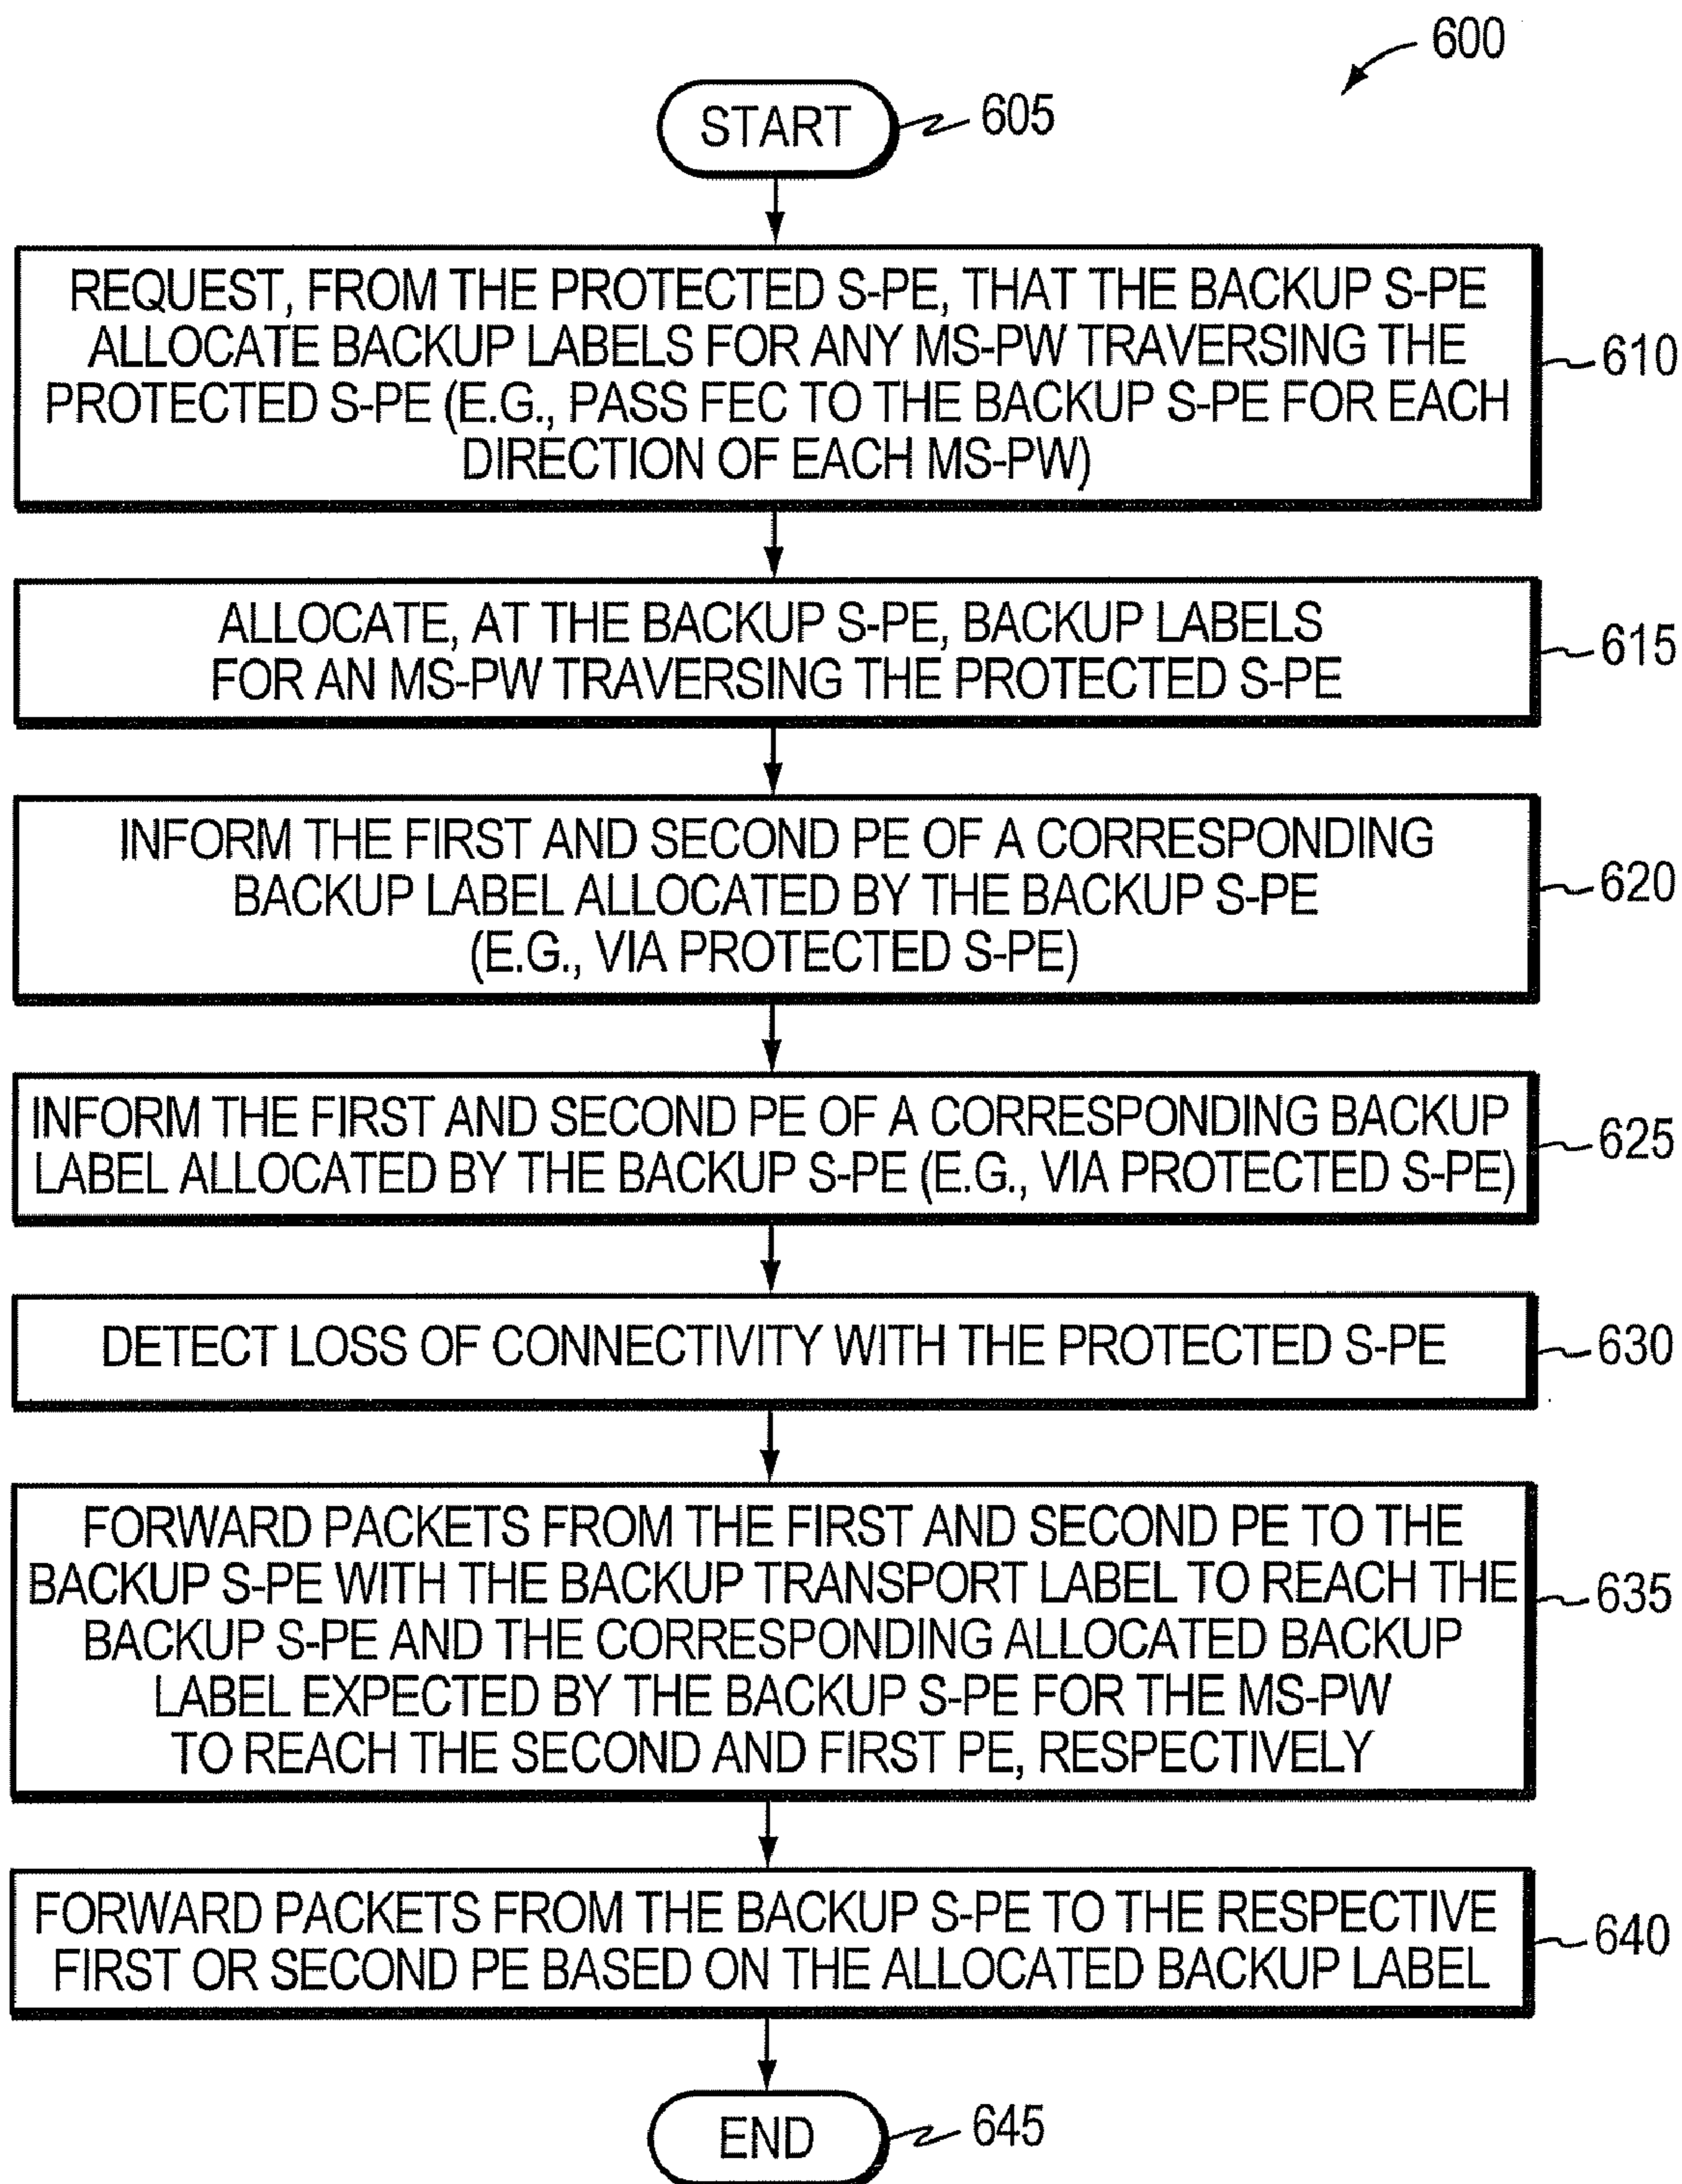 600
START
605
REQUEST, FROM THE PROTECTED S-PE, THAT THE BACKUP S-PE
ALLOCATE BACKUP LABELS FOR ANY MS-PW TRAVERSING THE
PROTECTED S-PE (E.G., PASS FEC TO THE BACKUP S-PE FOR EACH
DIRECTION OF EACH MS-PW)
610
ALLOCATE, AT THE BACKUP S-PE, BACKUP LABELS
FOR AN MS-PW TRAVERSING THE PROTECTED S-PE
615
INFORM THE FIRST AND SECOND PE OF A CORRESPONDING
BACKUP LABEL ALLOCATED BY THE BACKUP S-PE
(E.G., VIA PROTECTED S-PE)
620
INFORM THE FIRST AND SECOND PE OF A CORRESPONDING BACKUP
LABEL ALLOCATED BY THE BACKUP S-PE (E.G., VIA PROTECTED S-PE)
625
DETECT LOSS OF CONNECTIVITY WITH THE PROTECTED S-PE
630
FORWARD PACKETS FROM THE FIRST AND SECOND PE TO THE
BACKUP S-PE WITH THE BACKUP TRANSPORT LABEL TO REACH THE
BACKUP S-PE AND THE CORRESPONDING ALLOCATED BACKUP
LABEL EXPECTED BY THE BACKUP S-PE FOR THE MS-PW
TO REACH THE SECOND AND FIRST PE, RESPECTIVELY
635
FORWARD PACKETS FROM THE BACKUP S-PE TO THE RESPECTIVE
FIRST OR SECOND PE BASED ON THE ALLOCATED BACKUP LABEL
640
END
645